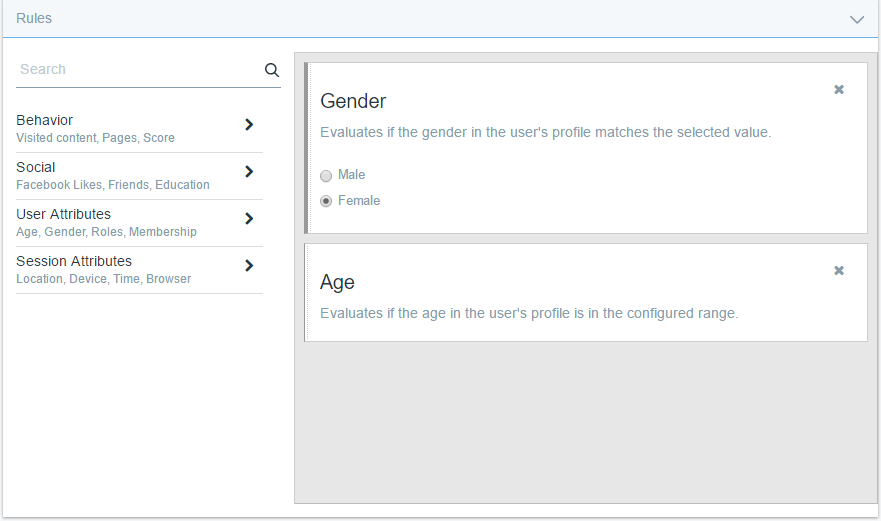 Rules
Search
Behavior
Visited content, Pages, Score
Social
Facebook Likes, Friends, Education
User Attributes
Age, Gender, Roles, Membership
Session Attributes
Location, Device, Time, Browser
Gender
Evaluates if the gender in the user's profile matches the selected value.
Male
Female
Age
Evaluates if the age in the user's profile is in the configured range.